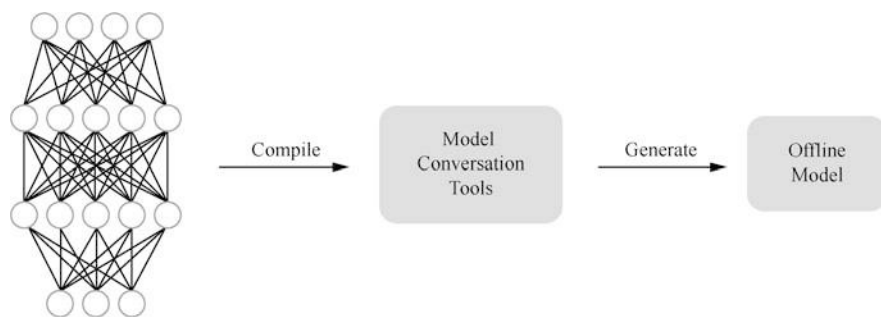 Compile
Model
Conversation
Tools
Generate
Offline
Model